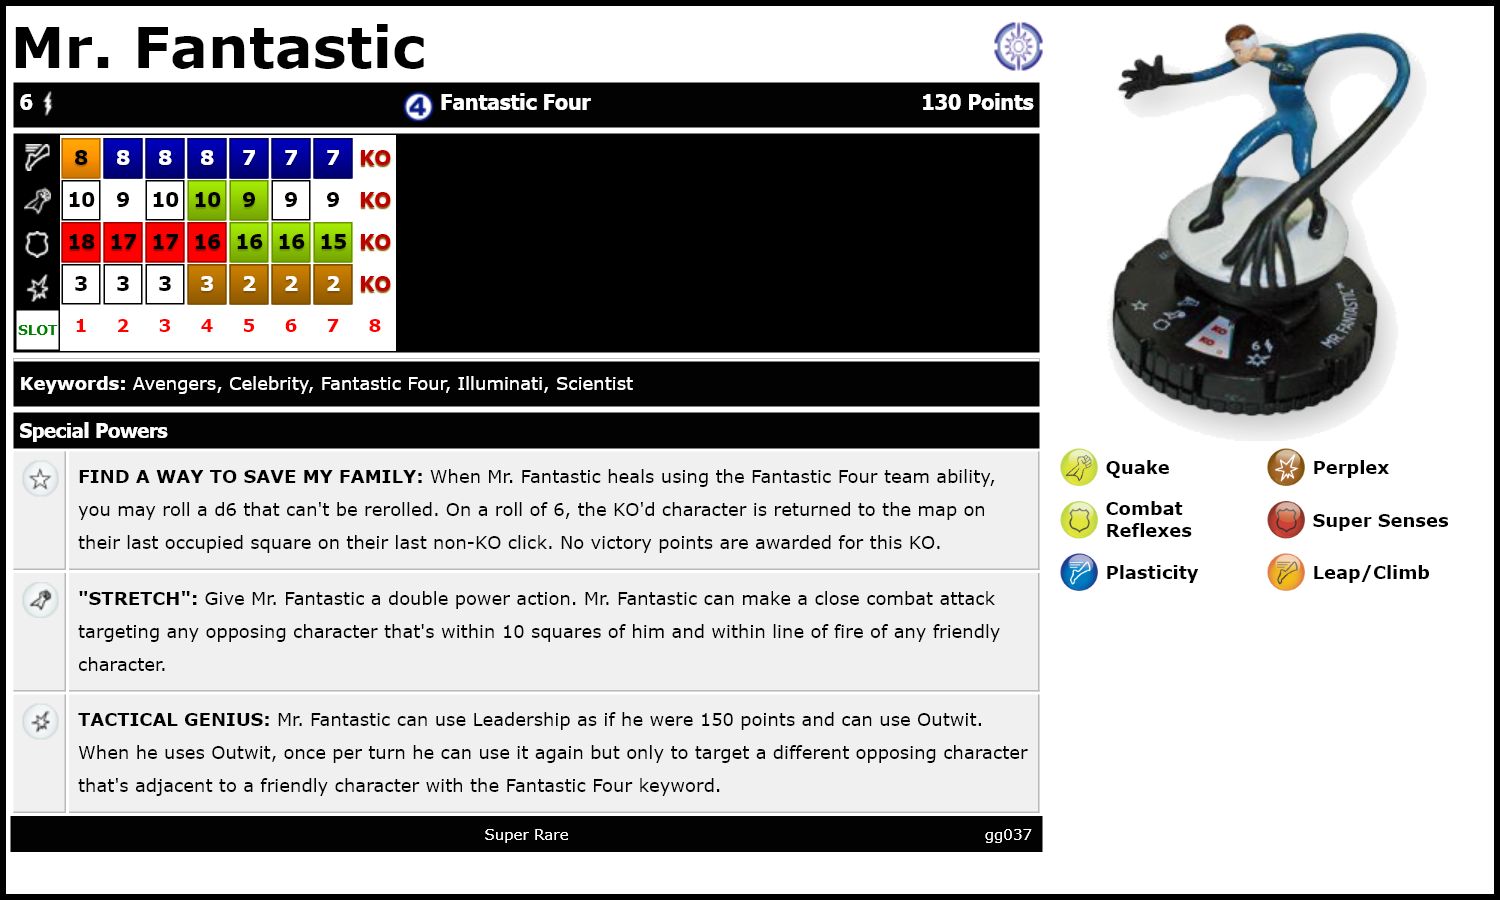 Mr. Fantastic
6 4 Fantastic Four 130 Points
8 8 8 8 7 7 7 KO
10 9 10 10 9 9 9 KO
18 17 17 16 16 16 15 KO
3 3 3 3 2 2 2 KO
SLOT 1 2 3 4 5 6 7 8
Keywords: Avengers, Celebrity, Fantastic Four, Illuminati, Scientist
Special Powers
FIND A WAY TO SAVE MY FAMILY: When Mr. Fantastic heals using the Fantastic Four team ability,
you may roll a d6 that can't be rerolled. On a roll of 6, the KO'd character is returned to the map on
their last occupied square on their last non-KO click. No victory points are awarded for this KO.
"STRETCH": Give Mr. Fantastic a double power action. Mr. Fantastic can make a close combat attack
targeting any opposing character that's within 10 squares of him and within line of fire of any friendly
character.
TACTICAL GENIUS: Mr. Fantastic can use Leadership as if he were 150 points and can use Outwit.
When he uses Outwit, once per turn he can use it again but only to target a different opposing character
that's adjacent to a friendly character with the Fantastic Four keyword.
Super Rare gg037
KO
KO
6
MR. FANTASTIC™
Quake Perplex
Combat
Reflexes
Super Senses
Plasticity Leap/Climb